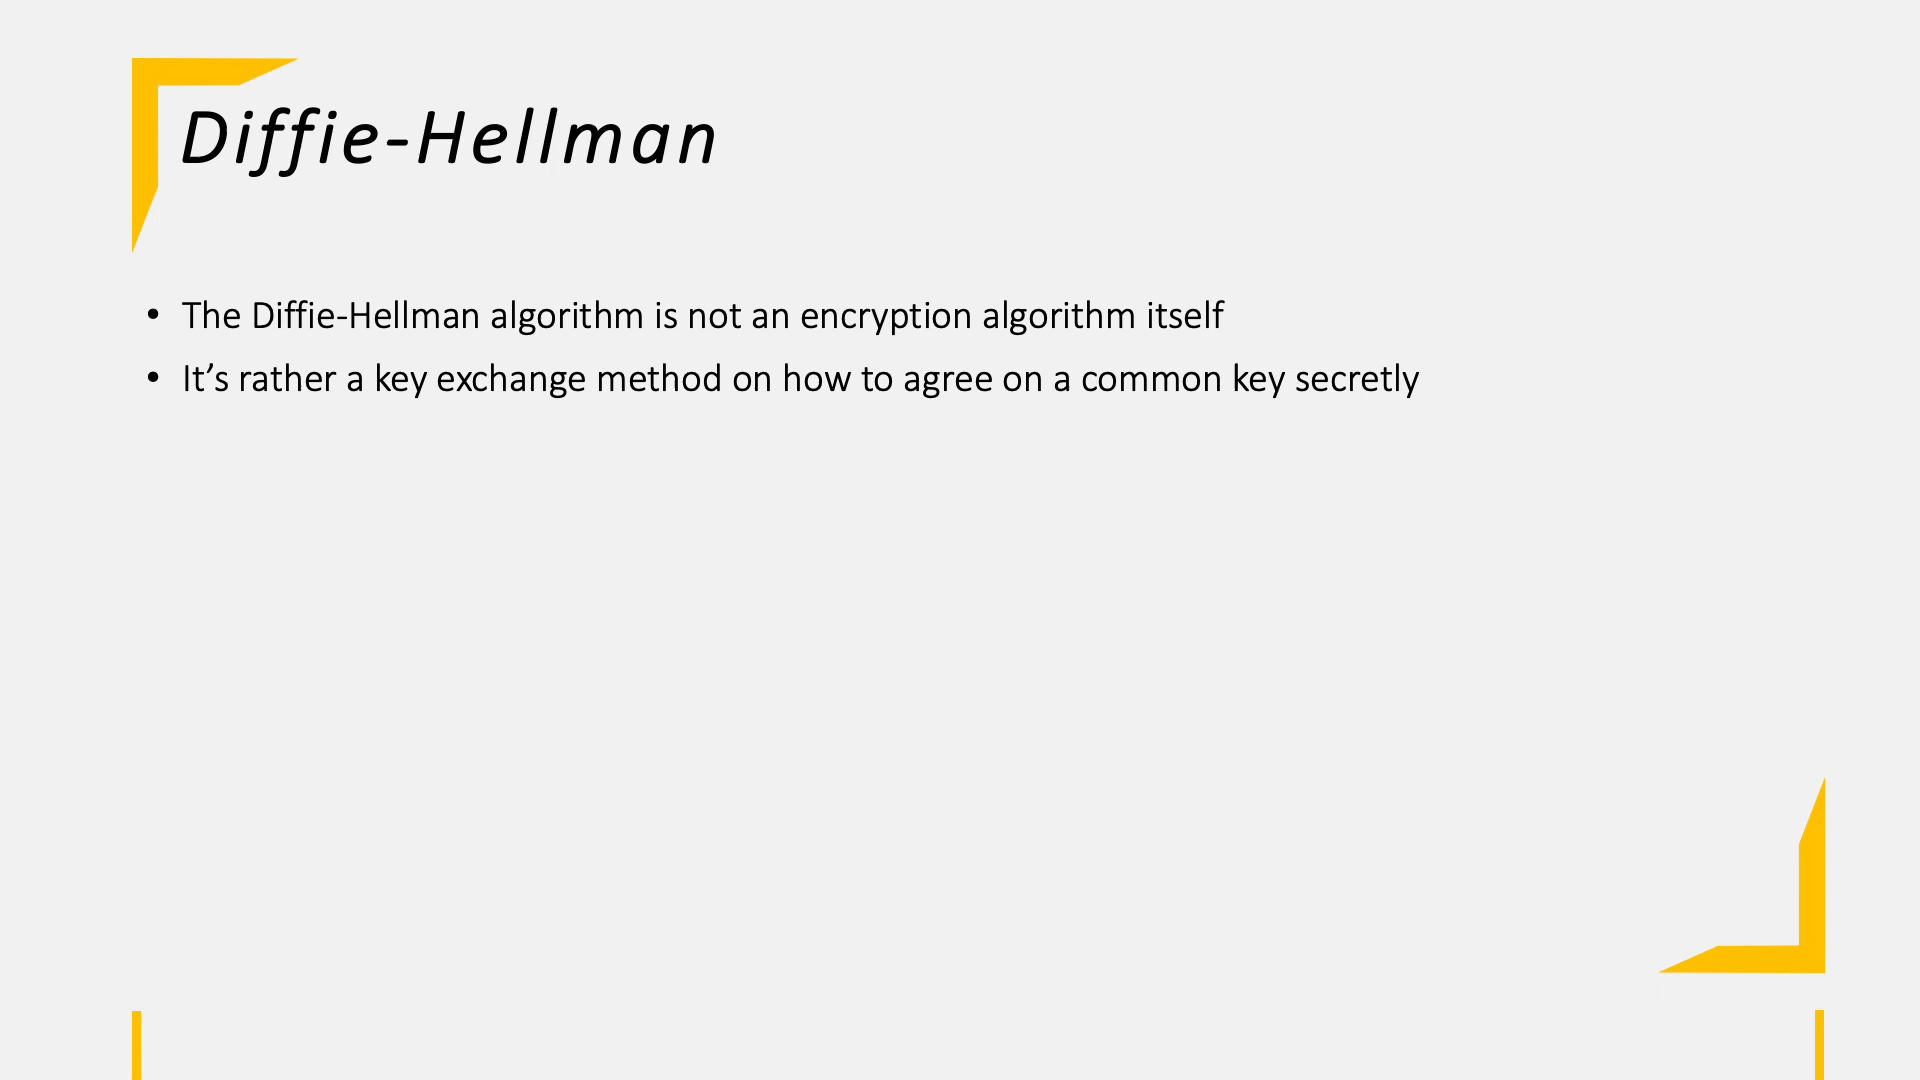 Diffie-Hellman
• The Diffie-Hellman algorithm is not an encryption algorithm itself
• It’s rather a key exchange method on how to agree on a common key secretly